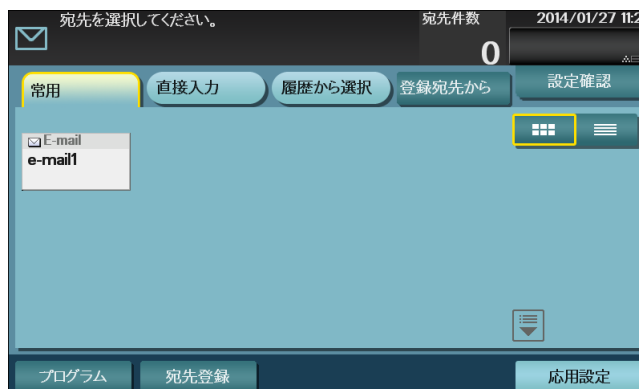 宛先を選択してください。
宛先件数
2014/01/27 11:2
0
常用
直接入力
履歴から選択
登録宛先から
設定確認
E-mail
e-mail1
プログラム
宛先登録
応用設定